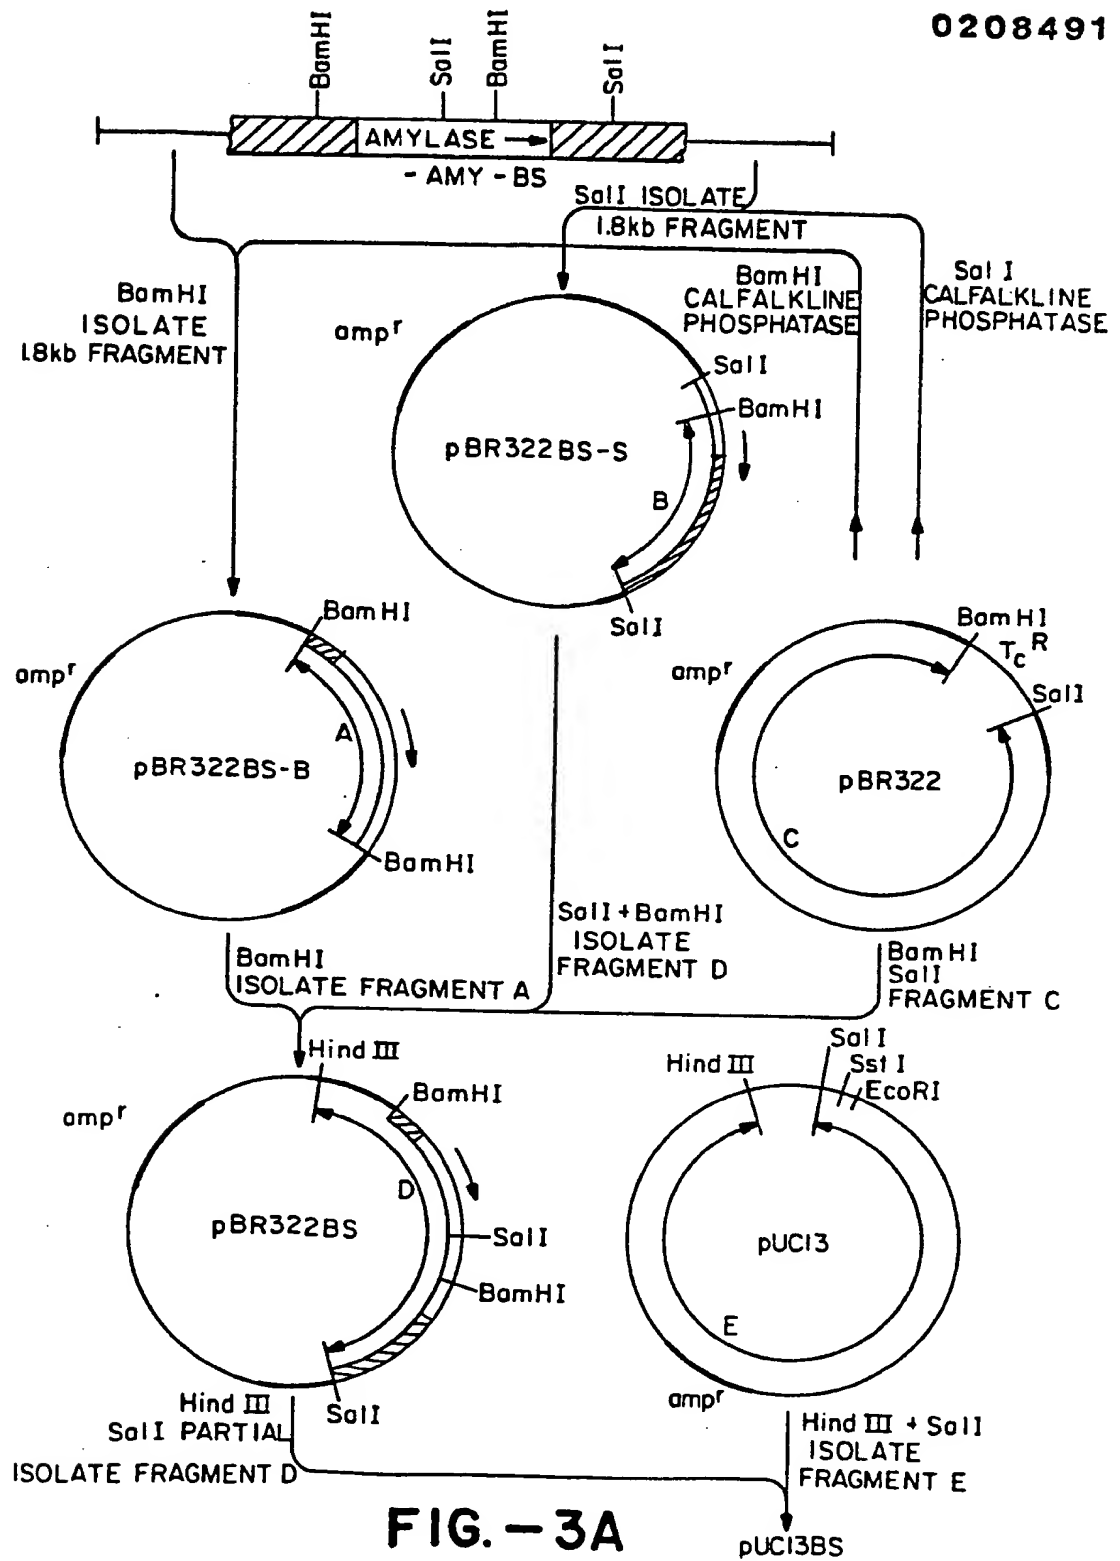 0208491
BamHI
SalI
BamHI
SalI
AMYLASE
- AMY - BS
SalI ISOLATE
1.8kb FRAGMENT
BamHI
ISOLATE
1.8kb FRAGMENT
BamHI
CALFALKLINE
PHOSPHATASE
Sal I
CALFALKLINE
PHOSPHATASE
ampr
SalI
BamHI
pBR322BS-S
B
SalI
BamHI
ampr
A
pBR322BS-B
BamHI
BamHI
TcR
ampr
SalI
pBR322
C
BamHI
ISOLATE FRAGMENT A
SalI + BamHI
ISOLATE
FRAGMENT D
BamHI
SalI
FRAGMENT C
Hind III
BamHI
ampr
D
pBR322BS
SalI
BamHI
SalI
Hind III
SalI
SstI
EcoRI
pUC13
E
ampr
Hind III
SalI PARTIAL
ISOLATE FRAGMENT D
Hind III + SalI
ISOLATE
FRAGMENT E
FIG. - 3A
pUC13BS